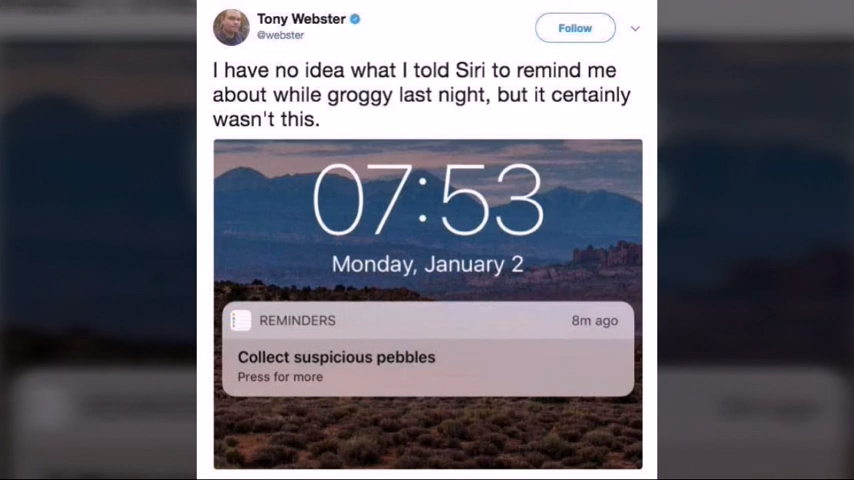 Tony Webster
@webster
Follow
I have no idea what I told Siri to remind me
about while groggy last night, but it certainly
wasn't this.
07:53
Monday, January 2
REMINDERS
8m ago
Collect suspicious pebbles
Press for more